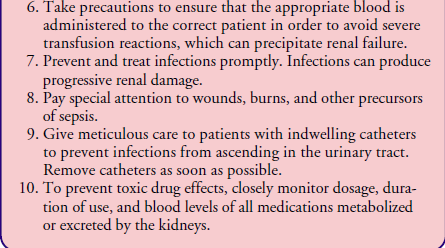 6. Take precautions to ensure that the appropriate blood is
administered to the correct patient in order to avoid severe
transfusion reactions, which can precipitate renal failure.
7. Prevent and treat infections promptly. Infections can produce
progressive renal damage.
8. Pay special attention to wounds, burns, and other precursors
of sepsis.
9. Give meticulous care to patients with indwelling catheters
to prevent infections from ascending in the urinary tract.
Remove catheters as soon as possible.
10. To prevent toxic drug effects, closely monitor dosage, dura-
tion of use, and blood levels of all medications metabolized
or excreted by the kidneys.